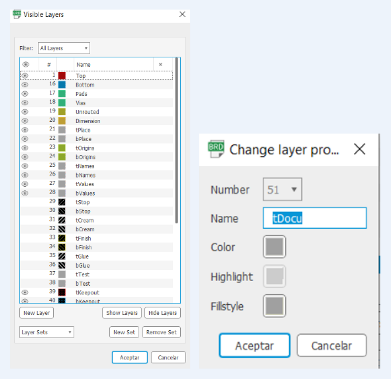 Visible Layers
Filter: All Layers
# Name
1 Top
16 Bottom
17 Pads
18 Vias
19 Unrouted
20 Dimension
21 tPlace
22 bPlace
23 tOrigins
24 bOrigins
25 tNames
26 bNames
27 tValues
28 bValues
29 tStop
30 bStop
31 tCream
32 bCream
33 tFinish
34 bFinish
35 tGlue
36 bGlue
37 tTest
38 bTest
39 tKeepout
40 bKeepout
New Layer Show Layers Hide Layers
Layer Sets New Set Remove Set
Aceptar Cancelar
BRD Change layer pro...
Number 51
Name tDocu
Color
Highlight
Fillstyle
Aceptar Cancelar